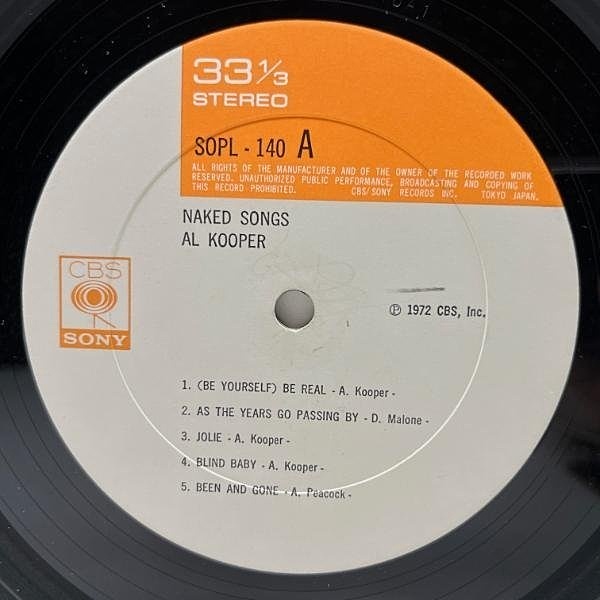 33 1/3
STEREO
SOPL - 140 A
ALL RIGHTS OF THE MANUFACTURER AND OF THE OWNER OF THE RECORDED WORK
RESERVED. UNAUTHORIZED PUBLIC PERFORMANCE, BROADCASTING AND COPYING OF
THIS RECORD PROHIBITED. CBS/SONY RECORDS INC. TOKYO JAPAN.
NAKED SONGS
AL KOOPER
CBS
SONY
Ⓟ 1972 CBS, Inc.
1. (BE YOURSELF) BE REAL - A. Kooper -
2. AS THE YEARS GO PASSING BY - D. Malone -
3. JOLIE - A. Kooper -
4. BLIND BABY - A. Kooper -
5. BEEN AND GONE - A. Peacock -